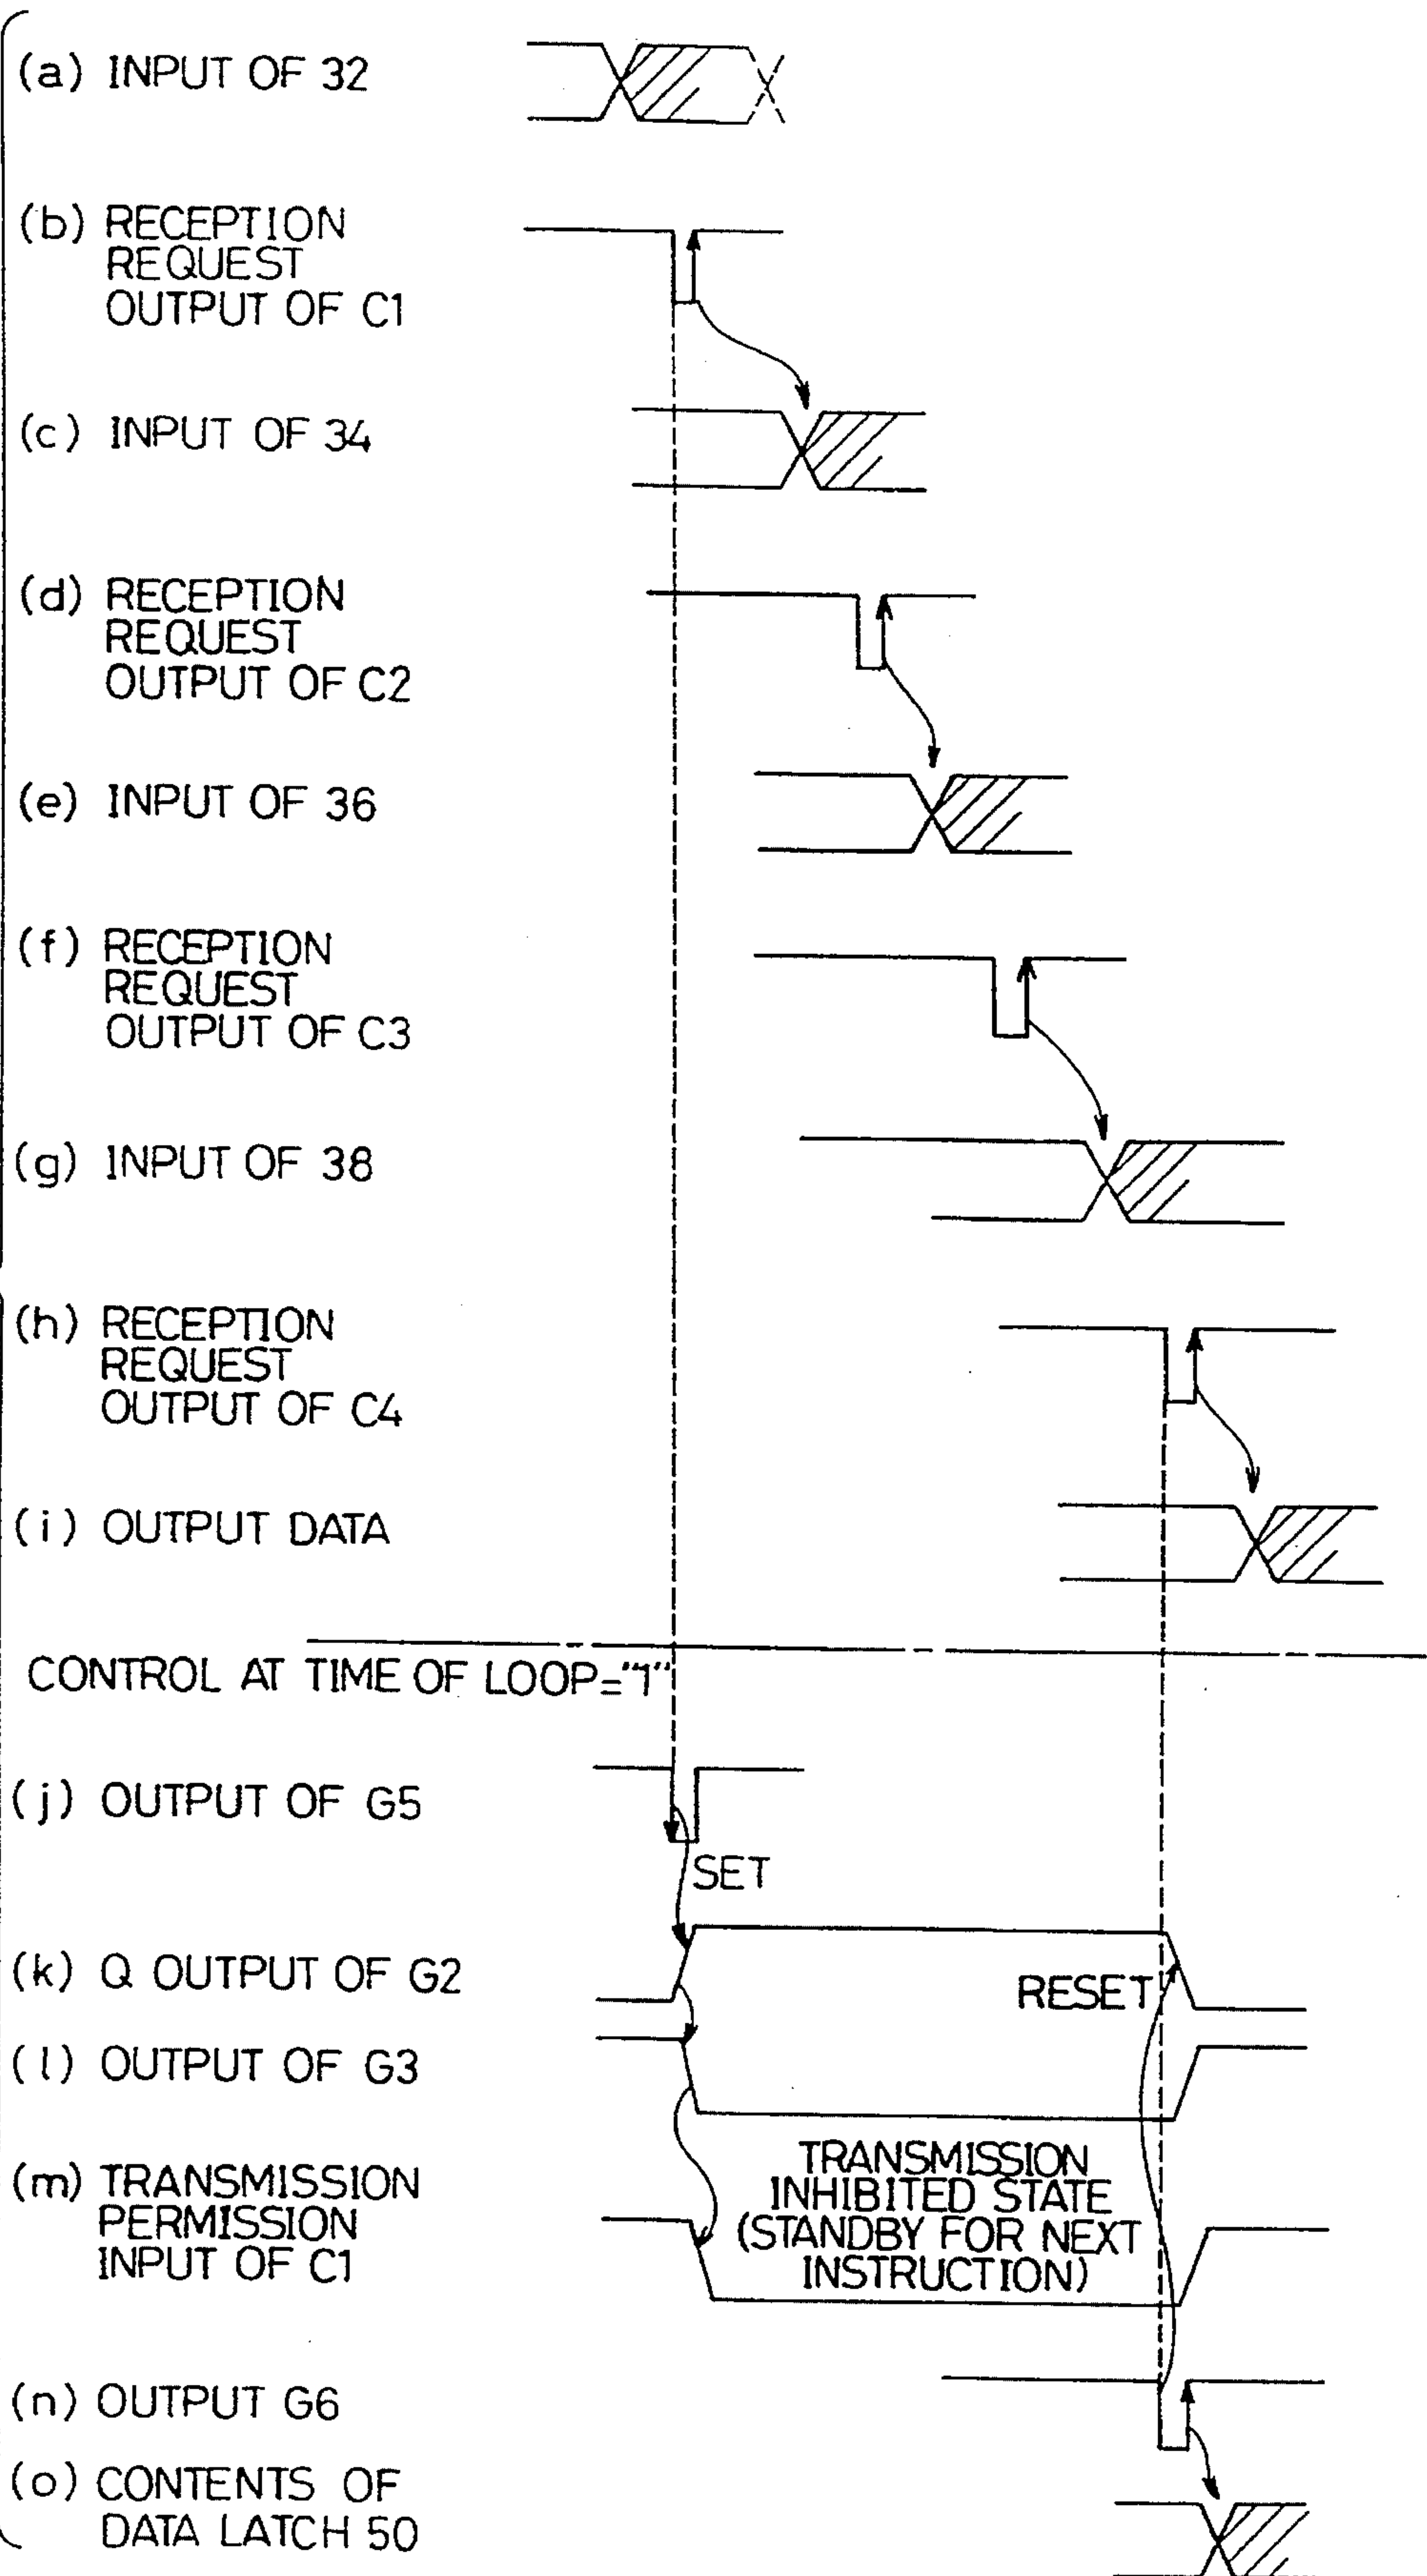 (a) INPUT OF 32
(b) RECEPTION
REQUEST
OUTPUT OF C1
(c) INPUT OF 34
(d) RECEPTION
REQUEST
OUTPUT OF C2
(e) INPUT OF 36
(f) RECEPTION
REQUEST
OUTPUT OF C3
(g) INPUT OF 38
(h) RECEPTION
REQUEST
OUTPUT OF C4
(i) OUTPUT DATA
CONTROL AT TIME OF LOOP="1"
(j) OUTPUT OF G5
SET
(k) Q OUTPUT OF G2
RESET
(l) OUTPUT OF G3
(m) TRANSMISSION
PERMISSION
INPUT OF C1
TRANSMISSION
INHIBITED STATE
(STANDBY FOR NEXT
INSTRUCTION)
(n) OUTPUT G6
(o) CONTENTS OF
DATA LATCH 50